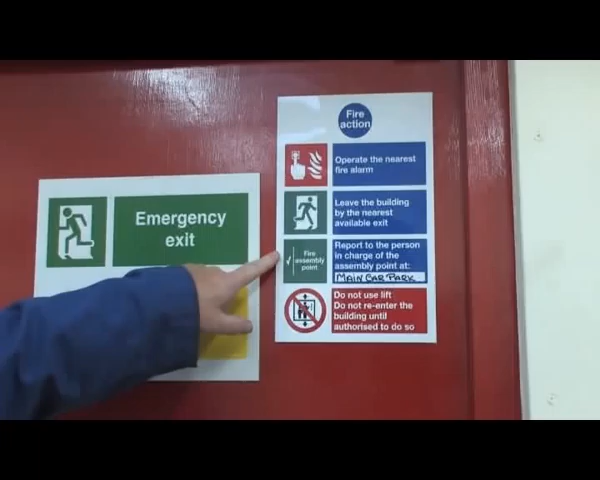 Fire
action
Operate the nearest
fire alarm
Emergency
exit
Leave the building
by the nearest
available exit
Fire
assembly
point
Report to the person
in charge of the
assembly point at:
MAIN CAR PARK
Do not use lift
Do not re-enter the
building until
authorised to do so